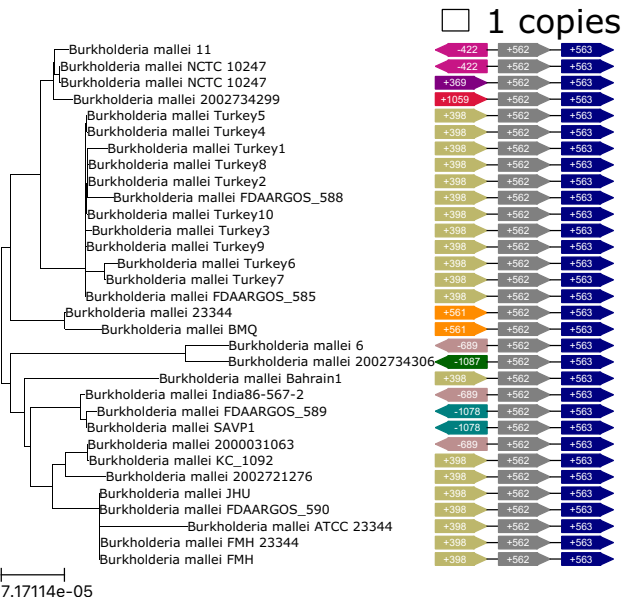 1 copies
Burkholderia mallei 11 -422 +562 +563
Burkholderia mallei NCTC 10247 -422 +562 +563
Burkholderia mallei NCTC 10247 +369 +562 +563
Burkholderia mallei 2002734299 +1059 +562 +563
Burkholderia mallei Turkey5 +398 +562 +563
Burkholderia mallei Turkey4 +398 +562 +563
Burkholderia mallei Turkey1 +398 +562 +563
Burkholderia mallei Turkey8 +398 +562 +563
Burkholderia mallei Turkey2 +398 +562 +563
Burkholderia mallei FDAARGOS_588 +398 +562 +563
Burkholderia mallei Turkey10 +398 +562 +563
Burkholderia mallei Turkey3 +398 +562 +563
Burkholderia mallei Turkey9 +398 +562 +563
Burkholderia mallei Turkey6 +398 +562 +563
Burkholderia mallei Turkey7 +398 +562 +563
Burkholderia mallei FDAARGOS_585 +398 +562 +563
Burkholderia mallei 23344 +561 +562 +563
Burkholderia mallei BMQ +561 +562 +563
Burkholderia mallei 6 -689 +562 +563
Burkholderia mallei 2002734306 -1087 +562 +563
Burkholderia mallei Bahrain1 +398 +562 +563
Burkholderia mallei India86-567-2 -689 +562 +563
Burkholderia mallei FDAARGOS_589 -1078 +562 +563
Burkholderia mallei SAVP1 -1078 +562 +563
Burkholderia mallei 2000031063 -689 +562 +563
Burkholderia mallei KC_1092 +398 +562 +563
Burkholderia mallei 2002721276 +398 +562 +563
Burkholderia mallei JHU +398 +562 +563
Burkholderia mallei FDAARGOS_590 +398 +562 +563
Burkholderia mallei ATCC 23344 +398 +562 +563
Burkholderia mallei FMH 23344 +398 +562 +563
Burkholderia mallei FMH +398 +562 +563
7.17114e-05